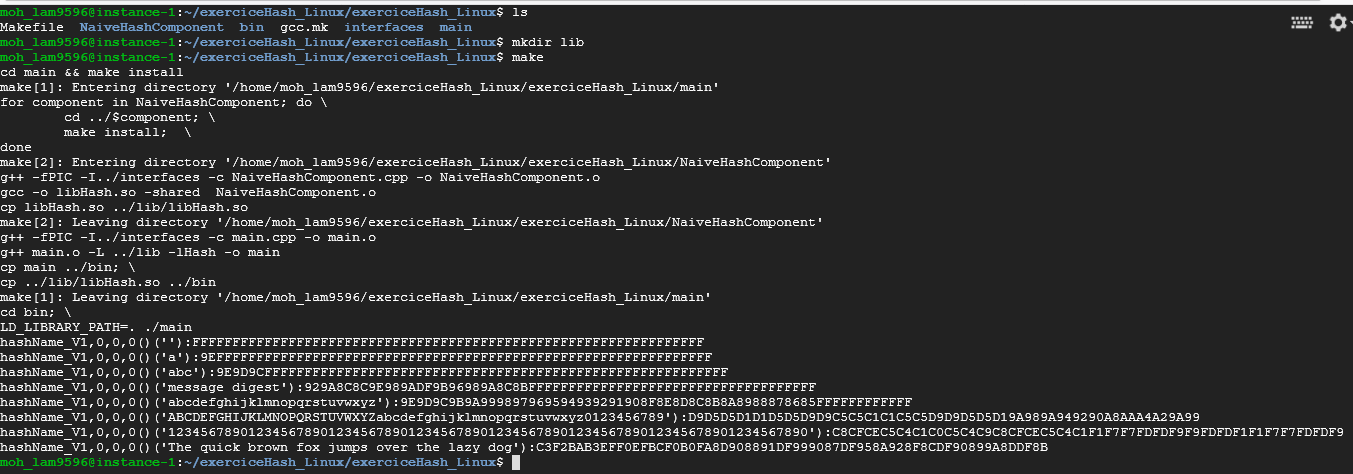 moh_lam9596@instance-1:~/exerciceHash_Linux/exerciceHash_Linux$ ls
Makefile  NaiveHashComponent  bin  gcc.mk  interfaces  main
moh_lam9596@instance-1:~/exerciceHash_Linux/exerciceHash_Linux$ mkdir lib
moh_lam9596@instance-1:~/exerciceHash_Linux/exerciceHash_Linux$ make
cd main && make install
make[1]: Entering directory '/home/moh_lam9596/exerciceHash_Linux/exerciceHash_Linux/main'
for component in NaiveHashComponent; do \
        cd ../$component; \
        make install;  \
done
make[2]: Entering directory '/home/moh_lam9596/exerciceHash_Linux/exerciceHash_Linux/NaiveHashComponent'
g++ -fPIC -I../interfaces -c NaiveHashComponent.cpp -o NaiveHashComponent.o
gcc -o libHash.so -shared  NaiveHashComponent.o
cp libHash.so ../lib/libHash.so
make[2]: Leaving directory '/home/moh_lam9596/exerciceHash_Linux/exerciceHash_Linux/NaiveHashComponent'
g++ -fPIC -I../interfaces -c main.cpp -o main.o
g++ main.o -L ../lib -lHash -o main
cp main ../bin; \
cp ../lib/libHash.so ../bin
make[1]: Leaving directory '/home/moh_lam9596/exerciceHash_Linux/exerciceHash_Linux/main'
cd bin; \
LD_LIBRARY_PATH=. ./main
hashName_V1,0,0,0()(''):FFFFFFFFFFFFFFFFFFFFFFFFFFFFFFFFFFFFFFFFFFFFFFFFFFFFFFFFFFFFFFFF
hashName_V1,0,0,0()('a'):9EFFFFFFFFFFFFFFFFFFFFFFFFFFFFFFFFFFFFFFFFFFFFFFFFFFFFFFFFFFFFFF
hashName_V1,0,0,0()('abc'):9E9D9CFFFFFFFFFFFFFFFFFFFFFFFFFFFFFFFFFFFFFFFFFFFFFFFFFFFFFFFFFF
hashName_V1,0,0,0()('message digest'):929A8C8C9E989ADF9B96989A8C8BFFFFFFFFFFFFFFFFFFFFFFFFFFFFFFFFFFFF
hashName_V1,0,0,0()('abcdefghijklmnopqrstuvwxyz'):9E9D9C9B9A999897969594939291908F8E8D8C8B8A8988878685FFFFFFFFFFFF
hashName_V1,0,0,0()('ABCDEFGHIJKLMNOPQRSTUVWXYZabcdefghijklmnopqrstuvwxyz0123456789'):D9D5D5D1D1D5D5D9D9C5C5C1C1C5C5D9D9D5D5D19A989A949290A8AAA4A29A99
hashName_V1,0,0,0()('12345678901234567890123456789012345678901234567890123456789012345678901234567890'):C8CFCEC5C4C1C0C5C4C9C8CFCEC5C4C1F1F7F7FDFDF9F9FDFDF1F1F7F7FDFDF9
hashName_V1,0,0,0()('The quick brown fox jumps over the lazy dog'):C3F2BAB3EFF0EFBCF0B0FA8D908891DF999087DF958A928F8CDF90899A8DDF8B
moh_lam9596@instance-1:~/exerciceHash_Linux/exerciceHash_Linux$